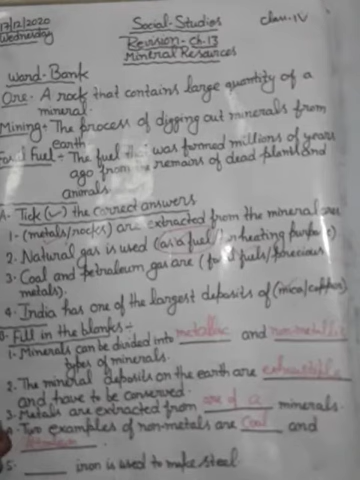 17/12/2020 Social-Studies Class-IV
Wednesday Revision-Ch.13
Mineral Resources
Word-Bank
Ore- A rock that contains large quantity of a
mineral.
Mining- The process of digging out minerals from
earth
Fossil Fuel- The fuel that was formed millions of years
ago from the remains of dead plants and
animals
A- Tick (✓) the correct answers
1- (metals/rocks) are extracted from the mineral ores
2. Natural gas is used (as a fuel/in heating purpose)
3. Coal and petroleum gas are (fossil fuels/precious
metals).
4. India has one of the largest deposits of (mica/copper)
B- Fill in the blanks-
1- Minerals can be divided into metallic and non-metallic
types of minerals.
2. The mineral deposits on the earth are exhaustible
and have to be conserved.
3- Metals are extracted from minerals.
4- Two examples of non-metals are Coal and
petroleum
5. ____ iron is used to make steel.